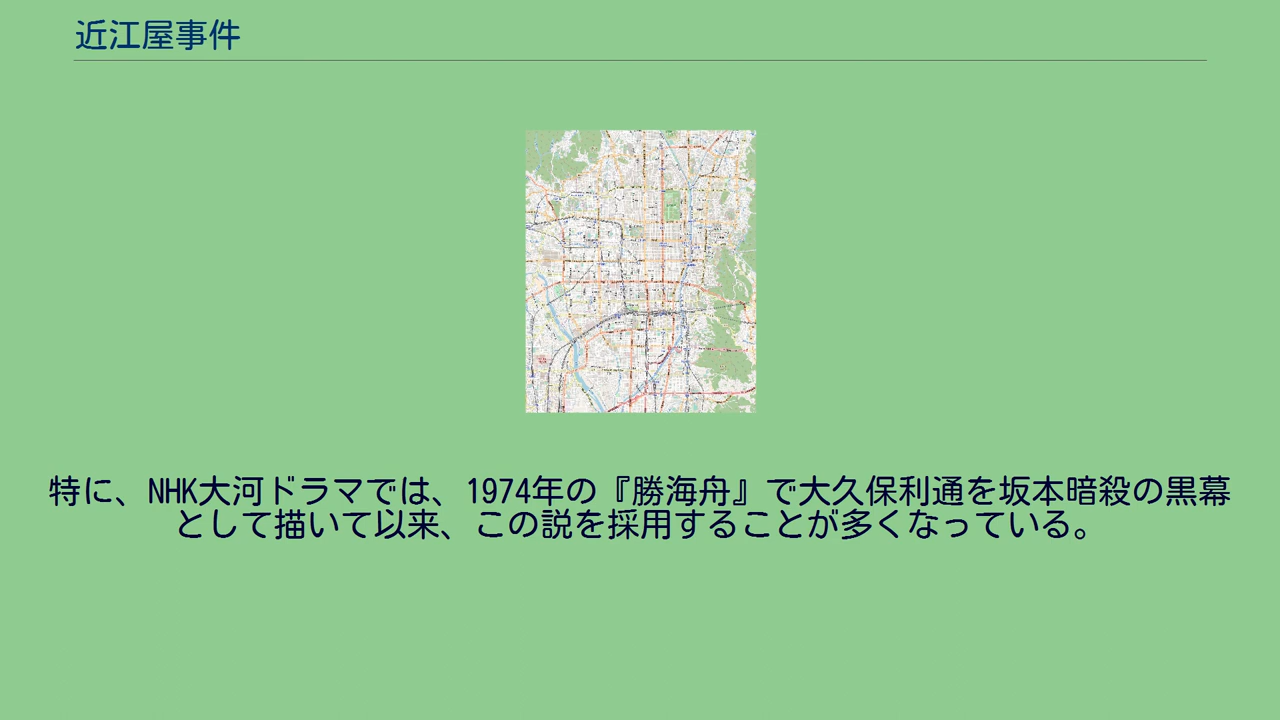 近江屋事件
特に、NHK大河ドラマでは、1974年の『勝海舟』で大久保利通を坂本暗殺の黒幕
として描いて以来、この説を採用することが多くなっている。